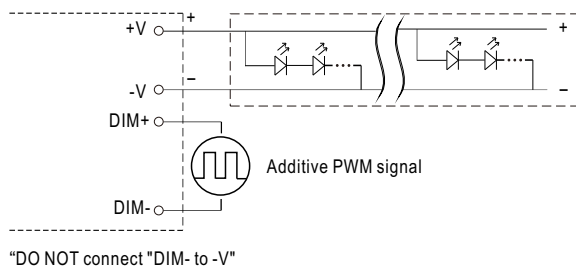 +V
+
+
-V
−
−
DIM+
Additive PWM signal
DIM-
“DO NOT connect "DIM- to -V"